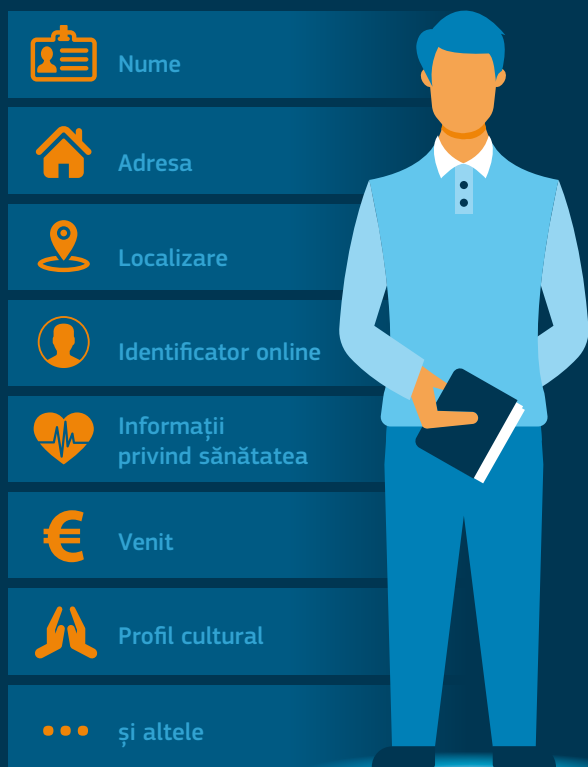 Nume
Adresa
Localizare
Identificator online
Informații
privind sănătatea
Venit
Profil cultural
și altele